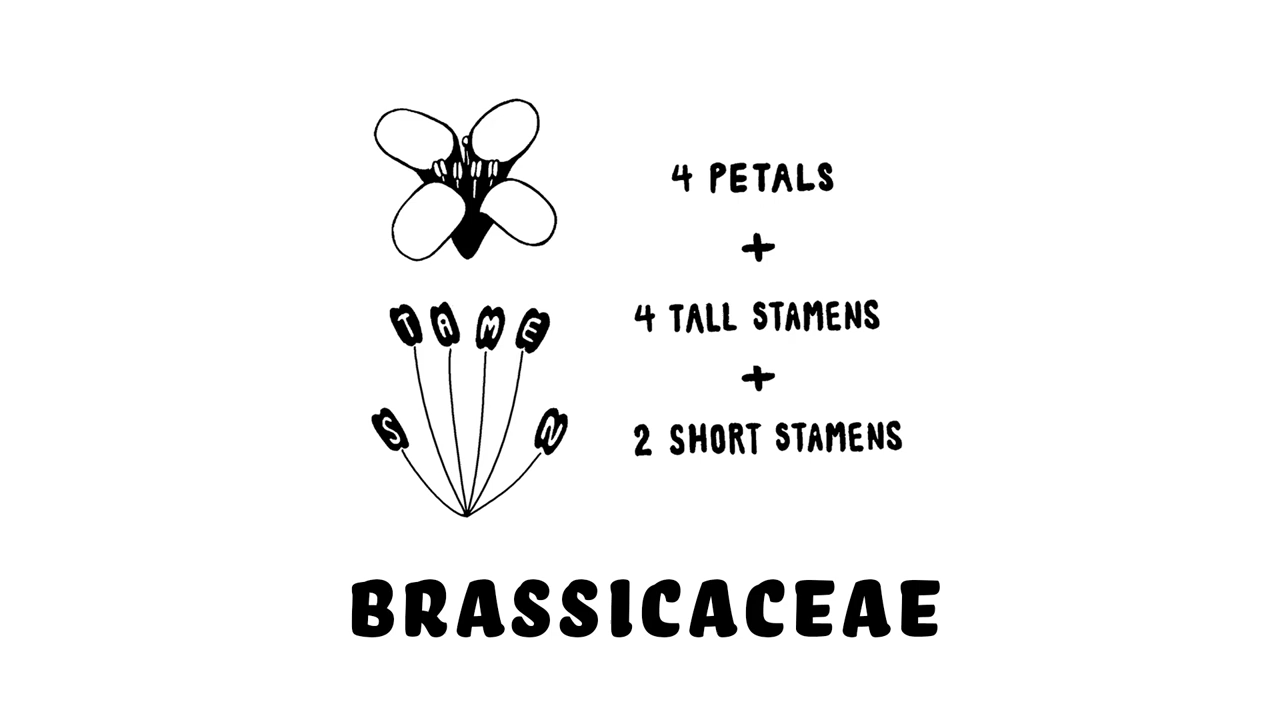 4 PETALS
+
4 TALL STAMENS
+
2 SHORT STAMENS
STAMEN
BRASSICACEAE